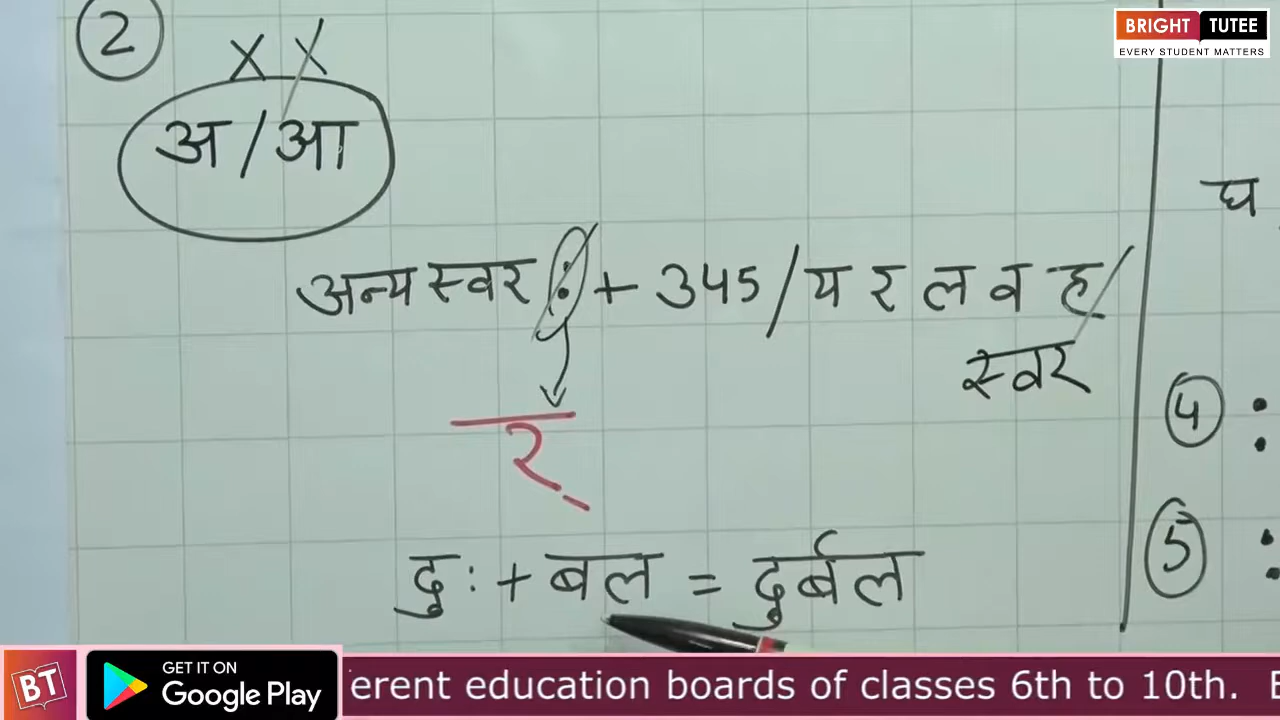 BRIGHT TUTEE
EVERY STUDENT MATTERS
2
x x
अ/आ
घ
अन्य स्वर : + 345/य र ल व ह/
स्वर
र्
4 :
दुः + बल = दुर्बल
5 :
BT
GET IT ON
Google Play
erent education boards of classes 6th to 10th.